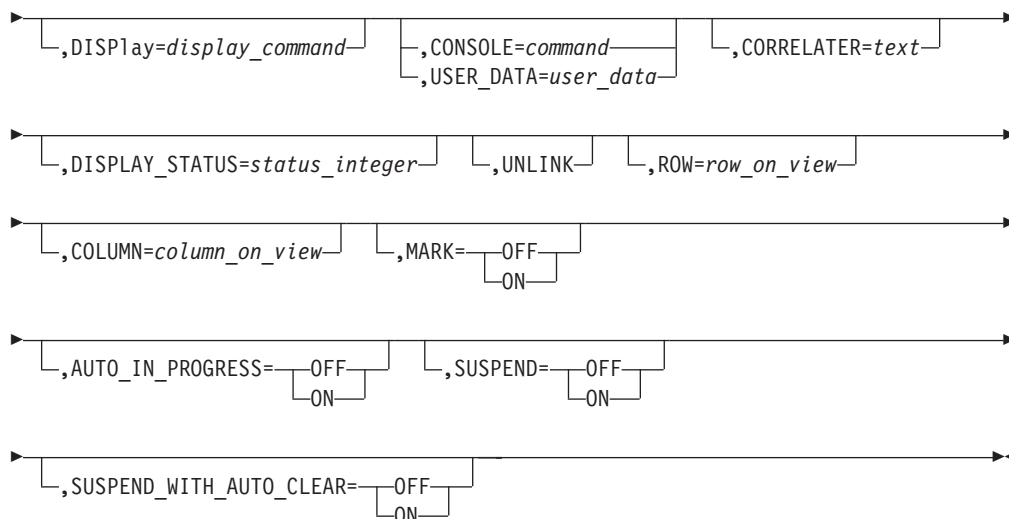 ,DISPlay=display_command ,CONSOLE=command ,CORRELATER=text
,USER_DATA=user_data
,DISPLAY_STATUS=status_integer ,UNLINK ,ROW=row_on_view
,COLUMN=column_on_view ,MARK= OFF
ON
,AUTO_IN_PROGRESS= OFF ,SUSPEND= OFF
ON ON
,SUSPEND_WITH_AUTO_CLEAR= OFF
ON